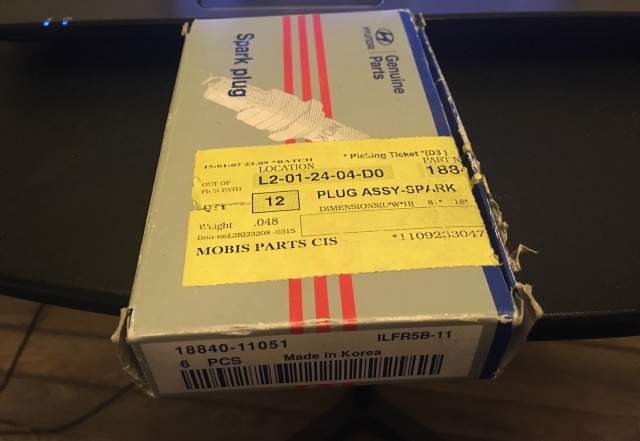 HYUNDAI
Genuine
Parts
Spark plug
15-01-07 23.09 *BATCH
* Picking Ticket *(D3 )
LOCATION
OUT OF
PICK PATH
L2-01-24-04-D0
PART N
188
QTY
12
PLUG ASSY-SPARK
DIMENSIONS(L*W*H)
Weight .048
MOBIS PARTS CIS
*1109233047
18840-11051
ILFR5B-11
6 PCS
Made in Korea